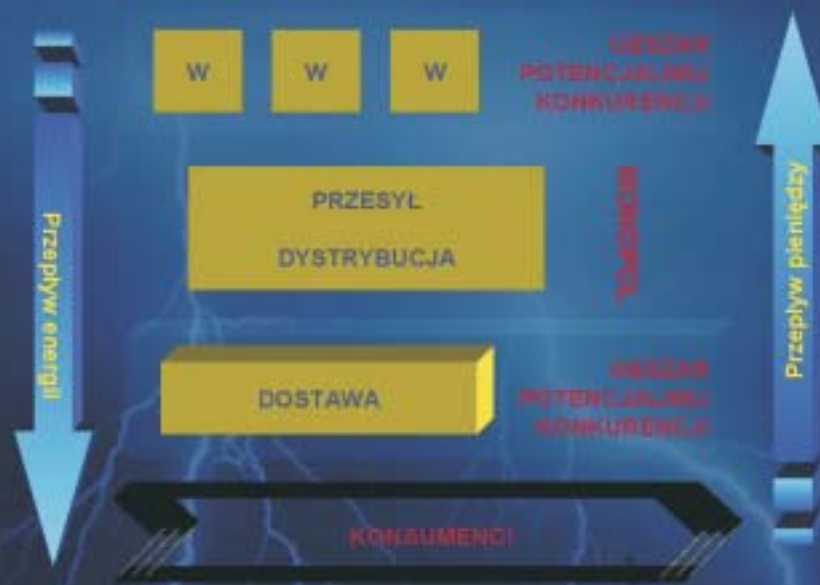 W W W
OBSZAR
POTENCJALNEJ
KONKURENCJI
PRZESYŁ
DYSTRYBUCJA
MONOPOL
DOSTAWA
OBSZAR
POTENCJALNEJ
KONKURENCJI
KONSUMENCI
Przepływ energii
Przepływ pieniędzy